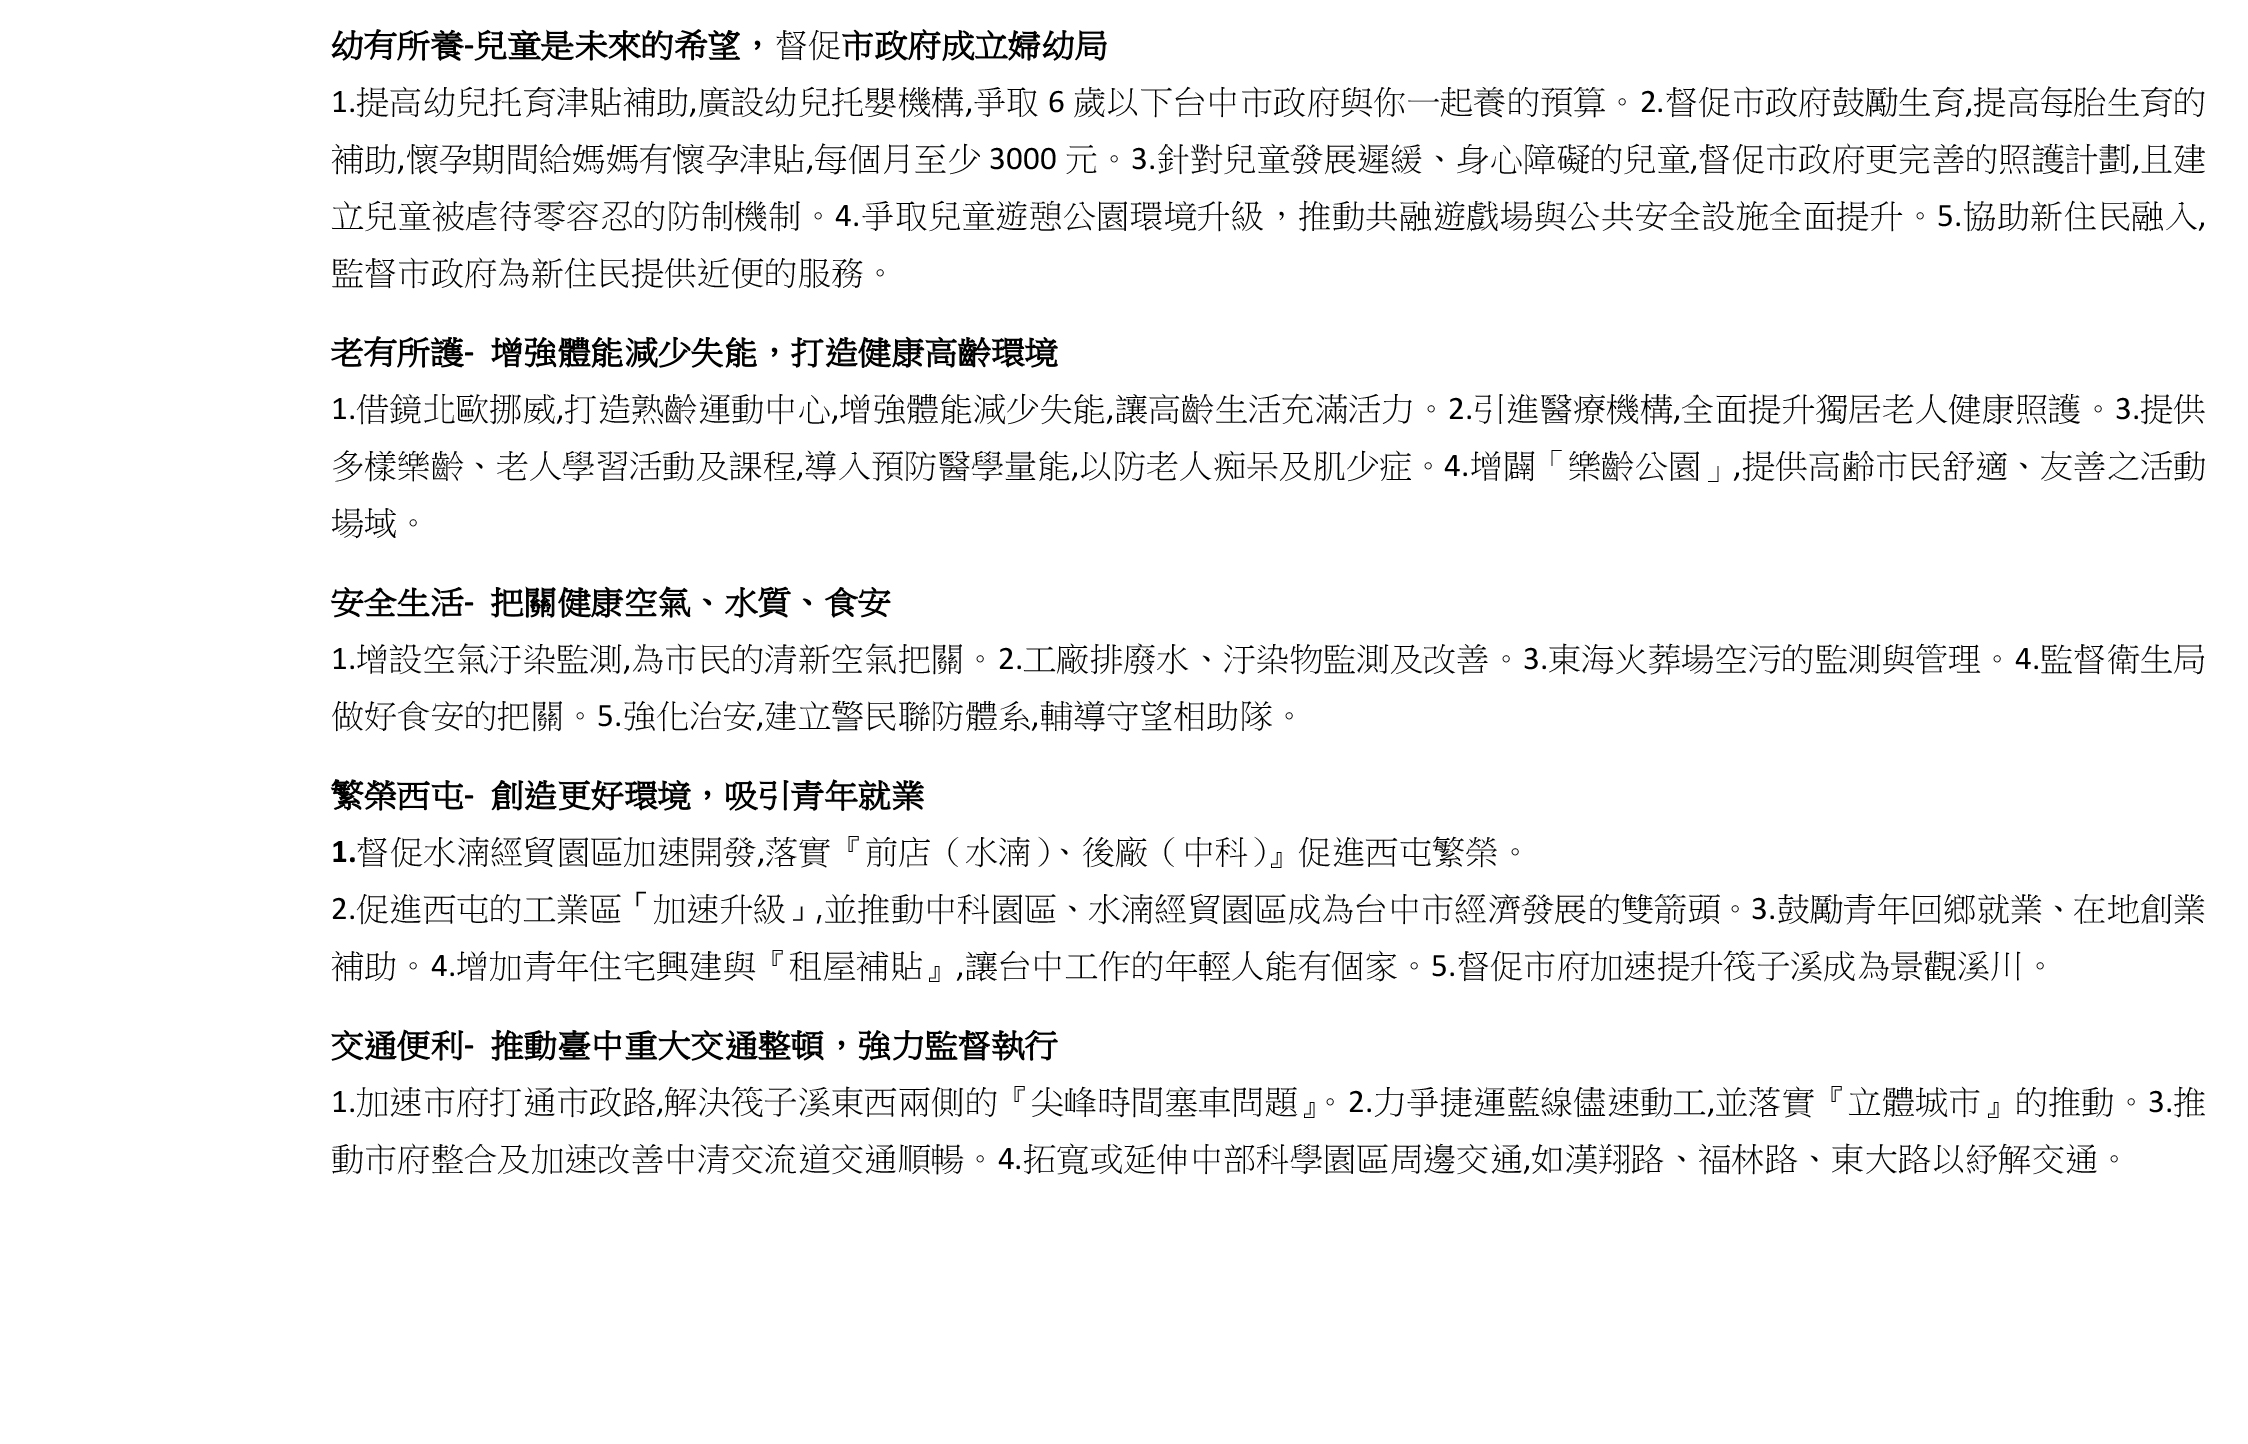 幼有所養-兒童是未來的希望，督促市政府成立婦幼局
1.提高幼兒托育津貼補助,廣設幼兒托嬰機構,爭取 6 歲以下台中市政府與你一起養的預算。2.督促市政府鼓勵生育,提高每胎生育的
補助,懷孕期間給媽媽有懷孕津貼,每個月至少 3000 元。3.針對兒童發展遲緩、身心障礙的兒童,督促市政府更完善的照護計劃,且建
立兒童被虐待零容忍的防制機制。4.爭取兒童遊憩公園環境升級，推動共融遊戲場與公共安全設施全面提升。5.協助新住民融入,
監督市政府為新住民提供近便的服務。
老有所護- 增強體能減少失能，打造健康高齡環境
1.借鏡北歐挪威,打造熟齡運動中心,增強體能減少失能,讓高齡生活充滿活力。2.引進醫療機構,全面提升獨居老人健康照護。3.提供
多樣樂齡、老人學習活動及課程,導入預防醫學量能,以防老人痴呆及肌少症。4.增闢「樂齡公園」,提供高齡市民舒適、友善之活動
場域。
安全生活- 把關健康空氣、水質、食安
1.增設空氣汙染監測,為市民的清新空氣把關。2.工廠排廢水、汙染物監測及改善。3.東海火葬場空污的監測與管理。4.監督衛生局
做好食安的把關。5.強化治安,建立警民聯防體系,輔導守望相助隊。
繁榮西屯- 創造更好環境，吸引青年就業
1.督促水湳經貿園區加速開發,落實『前店（水湳）、後廠（中科）』促進西屯繁榮。
2.促進西屯的工業區「加速升級」,並推動中科園區、水湳經貿園區成為台中市經濟發展的雙箭頭。3.鼓勵青年回鄉就業、在地創業
補助。4.增加青年住宅興建與『租屋補貼』,讓台中工作的年輕人能有個家。5.督促市府加速提升筏子溪成為景觀溪川。
交通便利- 推動臺中重大交通整頓，強力監督執行
1.加速市府打通市政路,解決筏子溪東西兩側的『尖峰時間塞車問題』。2.力爭捷運藍線儘速動工,並落實『立體城市』的推動。3.推
動市府整合及加速改善中清交流道交通順暢。4.拓寬或延伸中部科學園區周邊交通,如漢翔路、福林路、東大路以紓解交通。